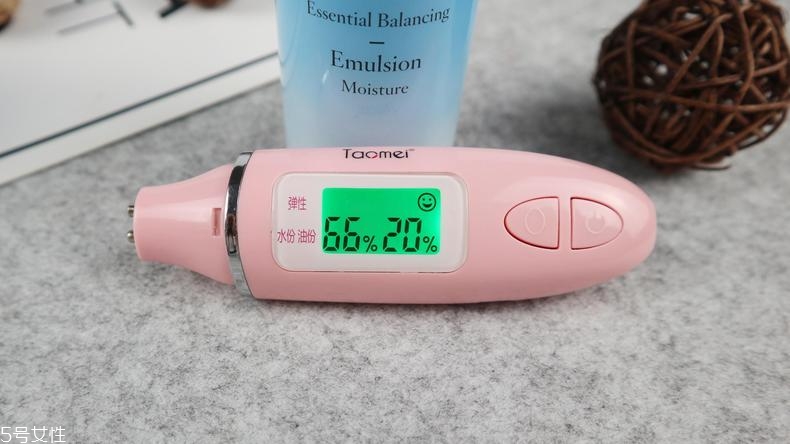 Essential Balancing
Emulsion
Moisture
Taomei
弹性
水份 油份
66% 20%
5号女性